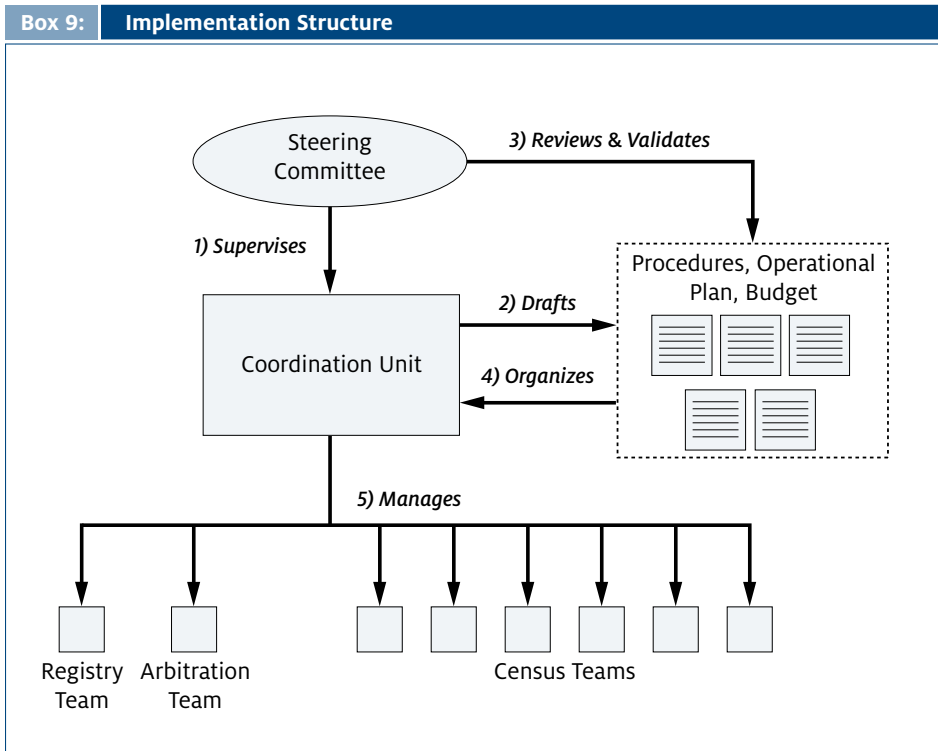 Box 9: Implementation Structure
Steering
Committee
3) Reviews & Validates
1) Supervises
Procedures, Operational
Plan, Budget
2) Drafts
Coordination Unit
4) Organizes
5) Manages
Registry
Team
Arbitration
Team
Census Teams